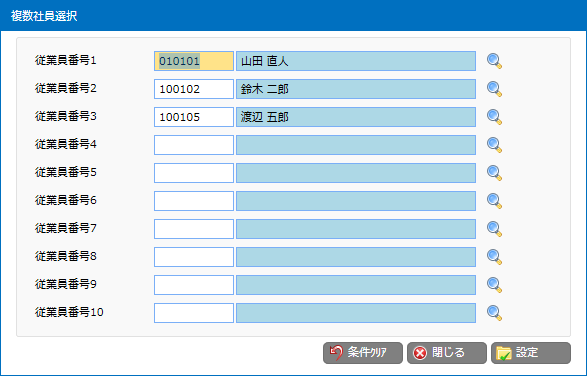 複数社員選択
従業員番号1 010101 山田 直人
従業員番号2 100102 鈴木 二郎
従業員番号3 100105 渡辺 五郎
従業員番号4
従業員番号5
従業員番号6
従業員番号7
従業員番号8
従業員番号9
従業員番号10
条件ｸﾘｱ 閉じる 設定